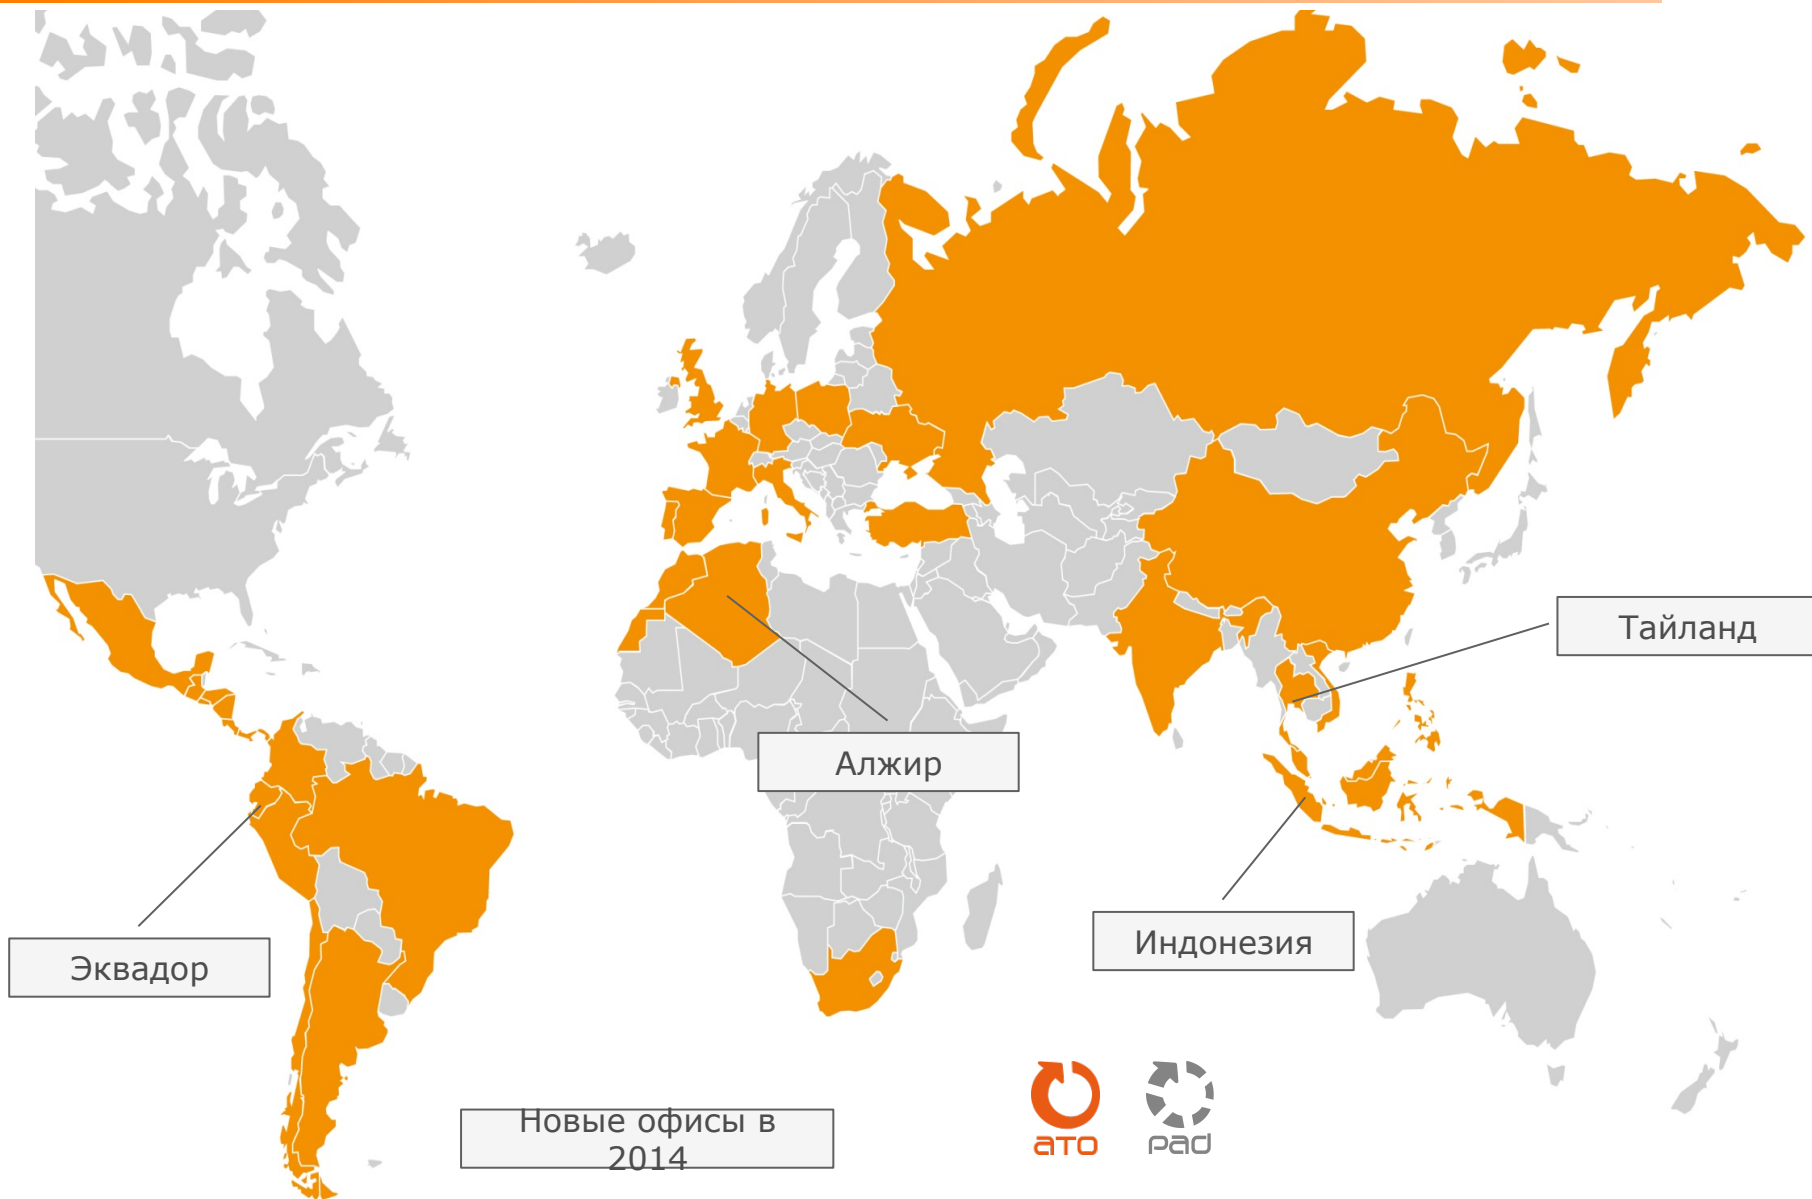 Тайланд
Алжир
Индонезия
Эквадор
Новые офисы в
2014
ато
pad